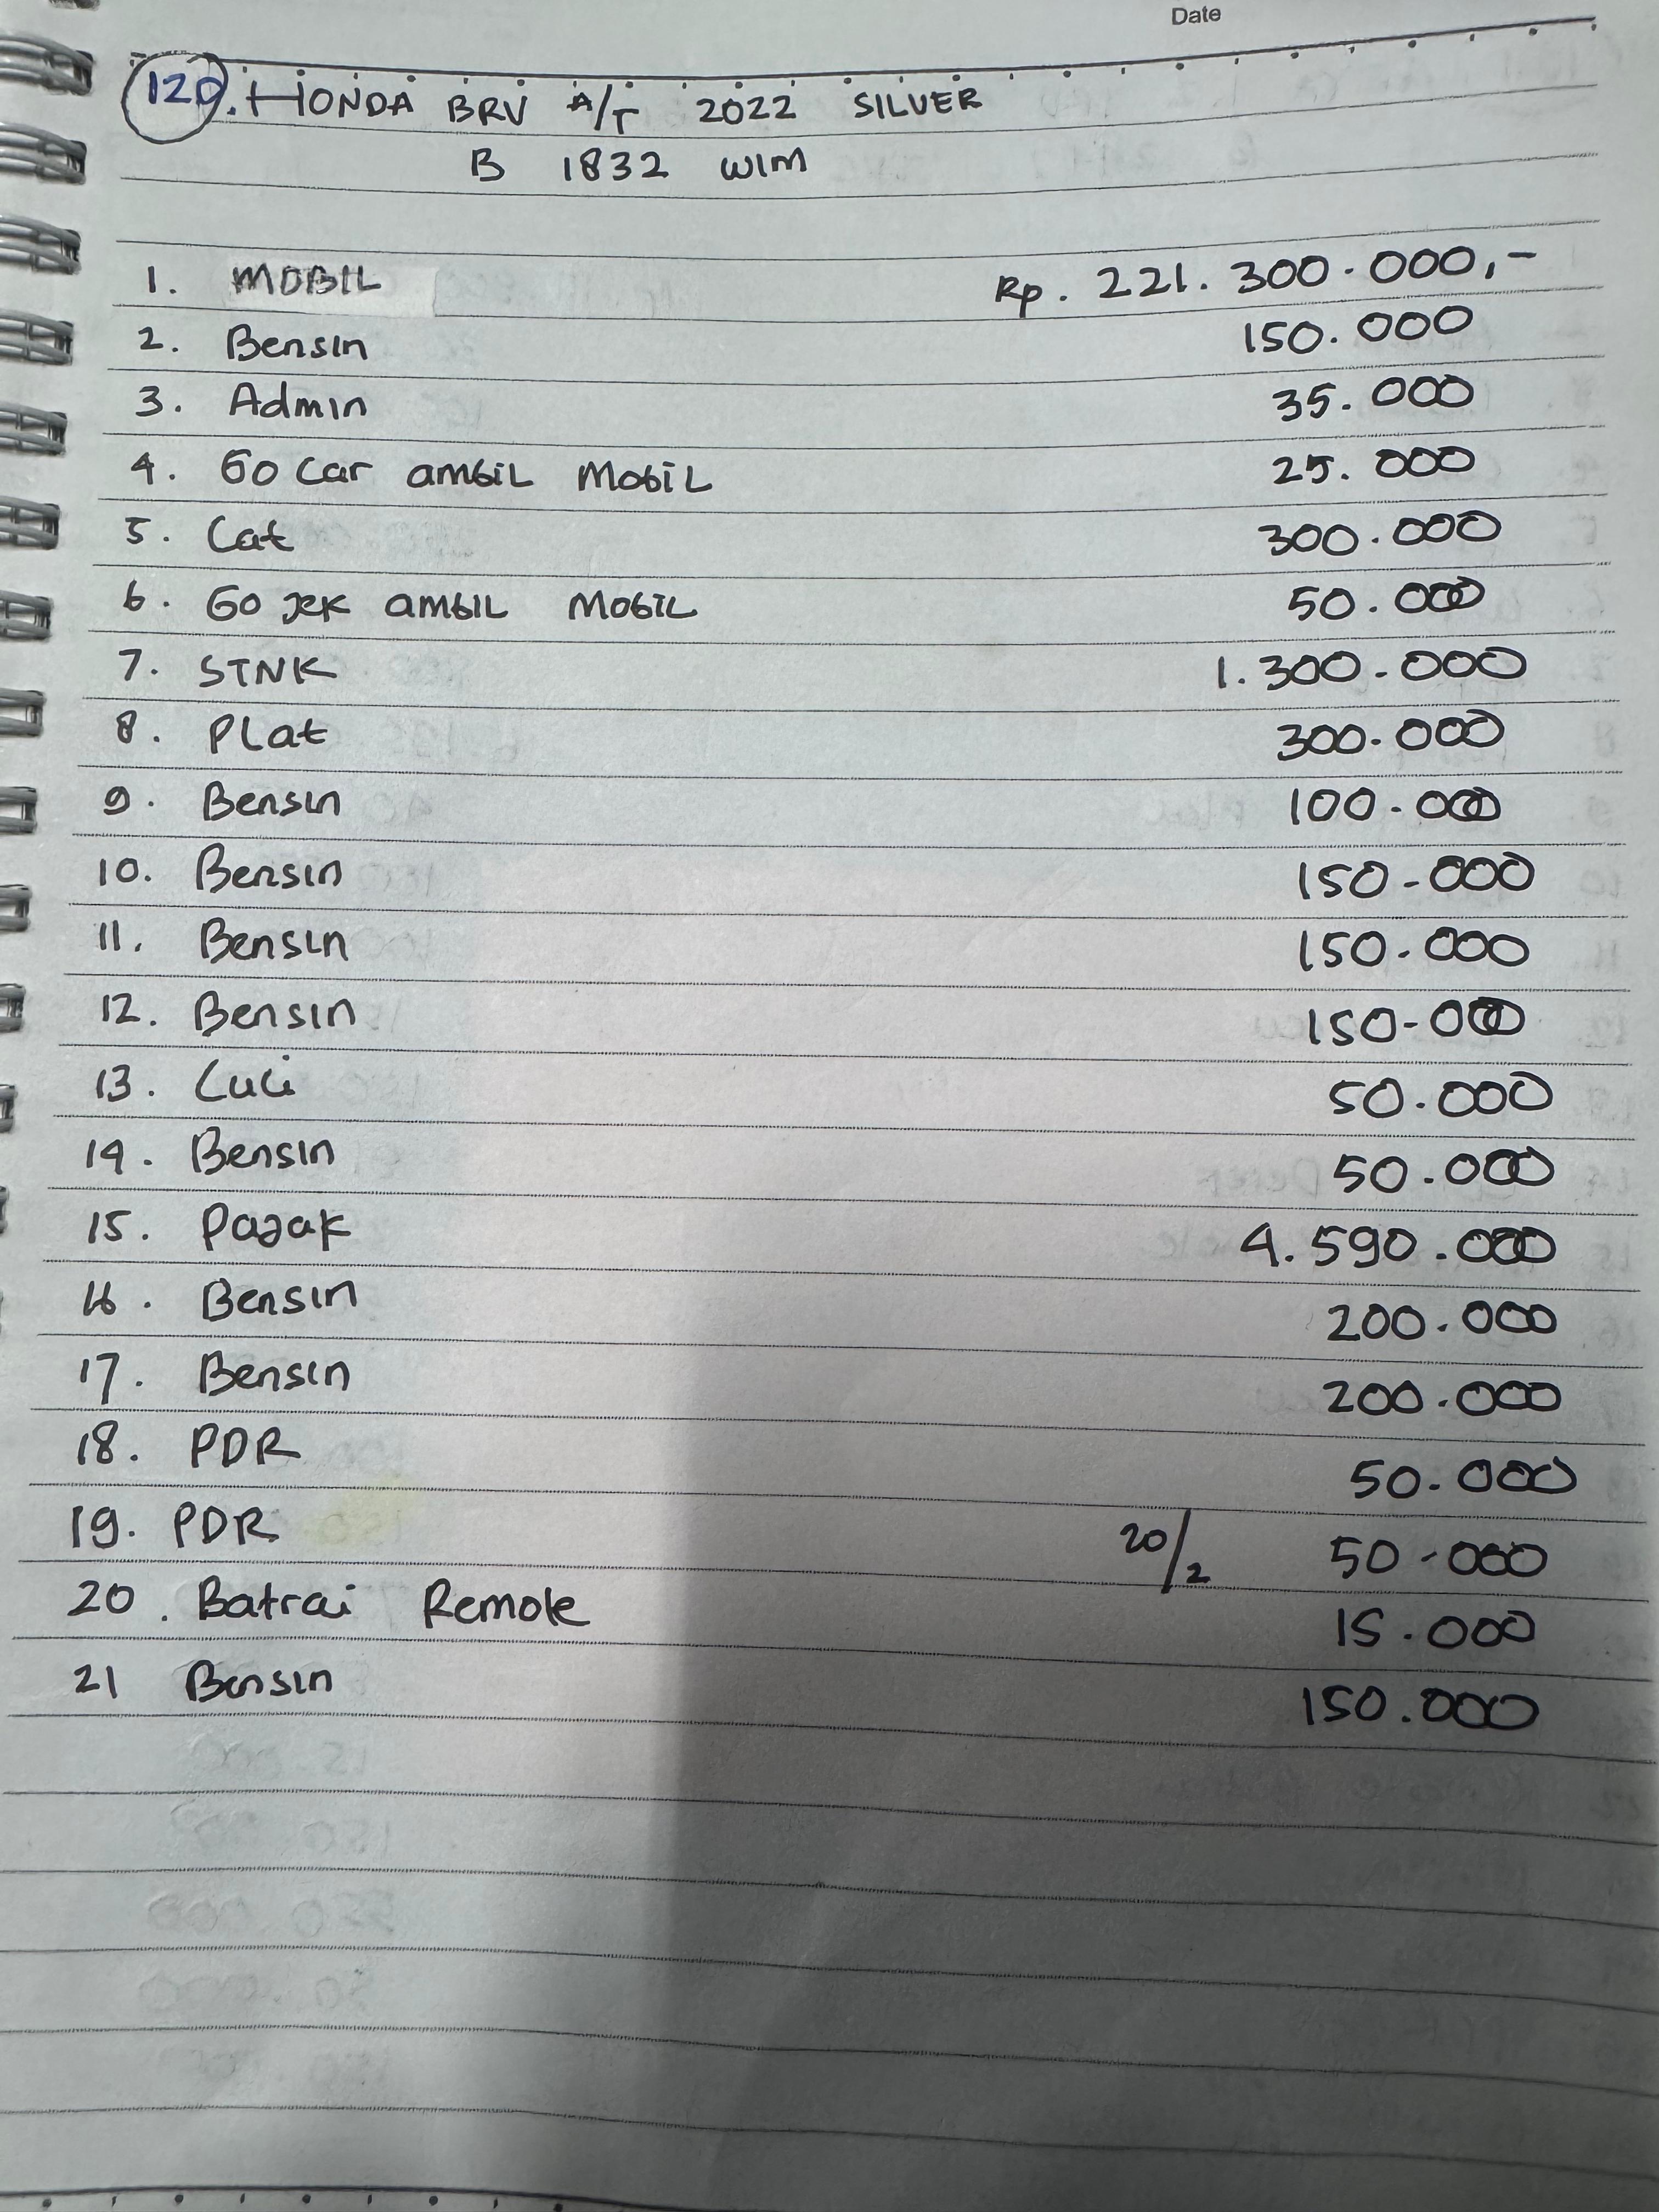 Date
120. HONDA BRV A/T 2022 SILVER
B 1832 WIM
1. MOBIL Rp. 221.300.000,-
2. Bensin 150.000
3. Admin 35.000
4. Go Car ambil Mobil 25.000
5. Cat 300.000
6. Go jek ambil Mobil 50.000
7. STNK 1.300.000
8. Plat 300.000
9. Bensin 100.000
10. Bensin 150.000
11. Bensin 150.000
12. Bensin 150.000
13. Cuci 50.000
14. Bensin 50.000
15. Pajak 4.590.000
16. Bensin 200.000
17. Bensin 200.000
18. PDR 50.000
19. PDR 20/2 50.000
20. Batrai Remote 15.000
21 Bensin 150.000